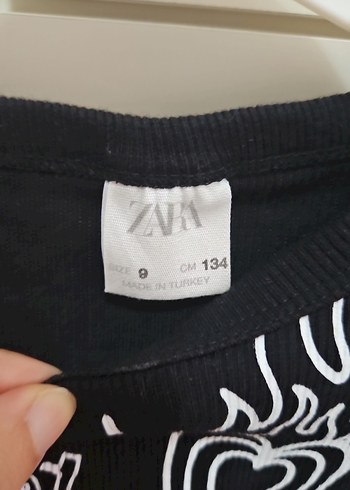 ZARA
SIZE 9 CM 134
MADE IN TURKEY